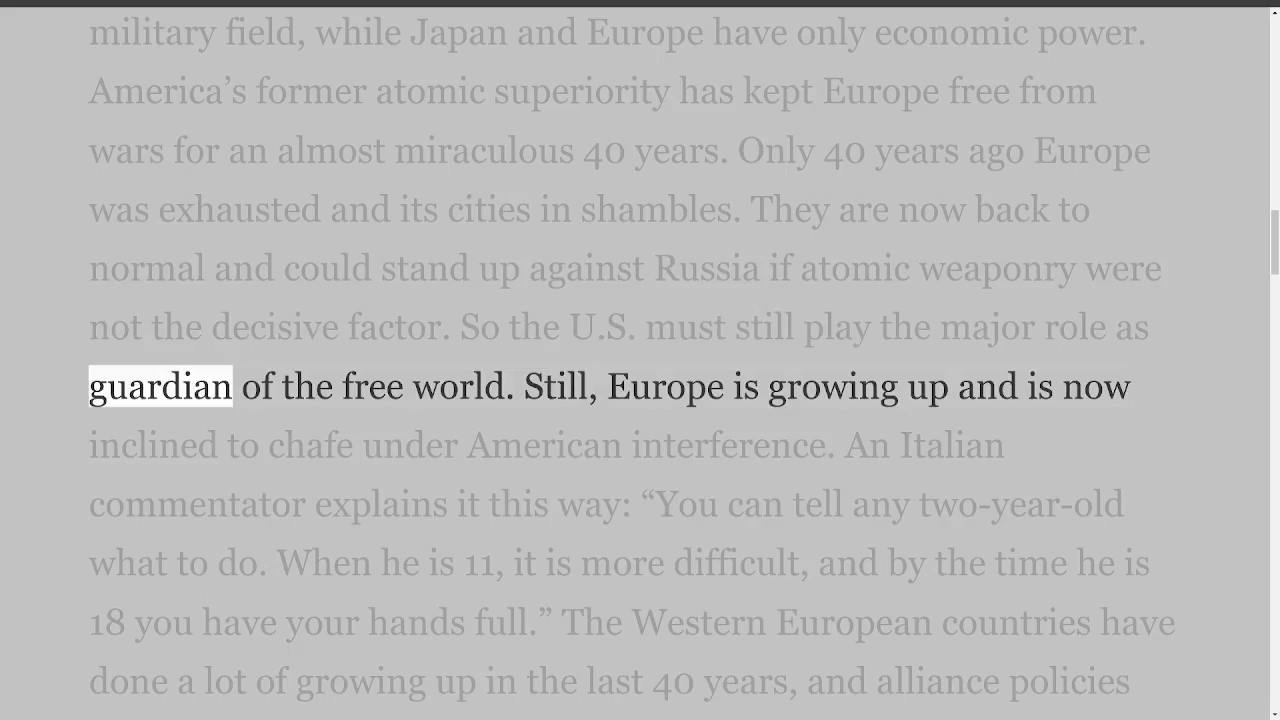 military field, while Japan and Europe have only economic power.
America’s former atomic superiority has kept Europe free from
wars for an almost miraculous 40 years. Only 40 years ago Europe
was exhausted and its cities in shambles. They are now back to
normal and could stand up against Russia if atomic weaponry were
not the decisive factor. So the U.S. must still play the major role as
guardian of the free world. Still, Europe is growing up and is now
inclined to chafe under American interference. An Italian
commentator explains it this way: “You can tell any two-year-old
what to do. When he is 11, it is more difficult, and by the time he is
18 you have your hands full.” The Western European countries have
done a lot of growing up in the last 40 years, and alliance policies